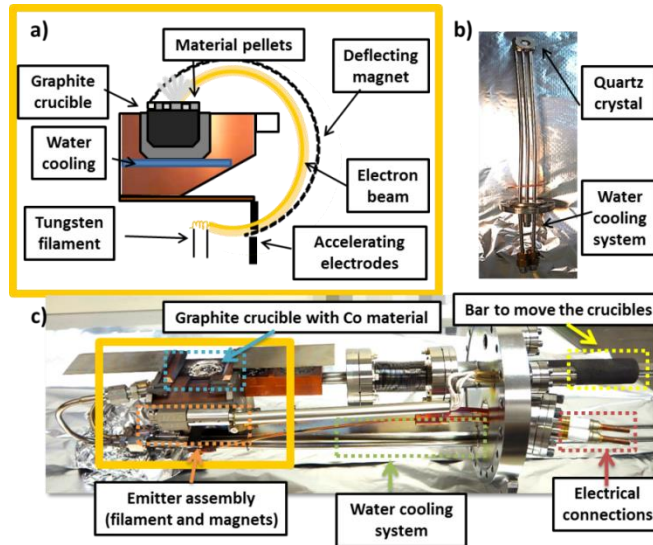 a)
Material pellets
Deflecting
magnet
Graphite
crucible
Water
cooling
Electron
beam
Tungsten
filament
Accelerating
electrodes
b)
Quartz
crystal
Water
cooling
system
c)
Graphite crucible with Co material
Bar to move the crucibles
Emitter assembly
(filament and magnets)
Water cooling
system
Electrical
connections